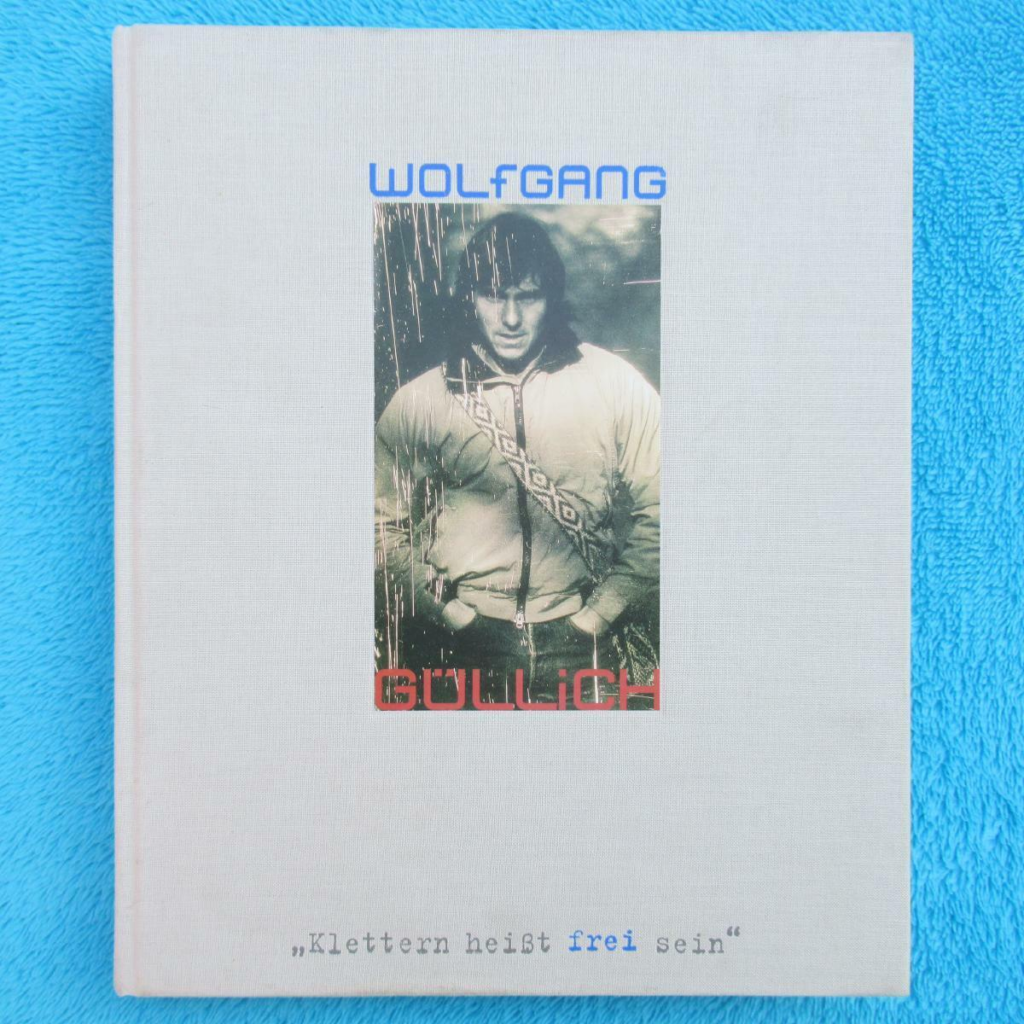 WOLfGANG
GÜLLiCH
„Klettern heißt frei sein“